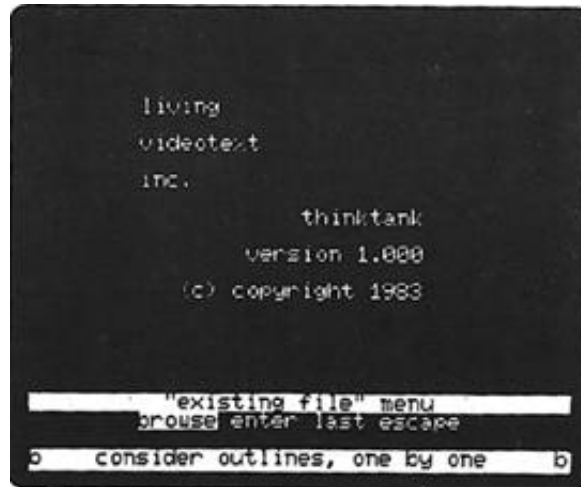 living
videotext
inc.
thinktank
version 1.000
(c) copyright 1983
"existing file" menu
browse enter last escape
b consider outlines, one by one b